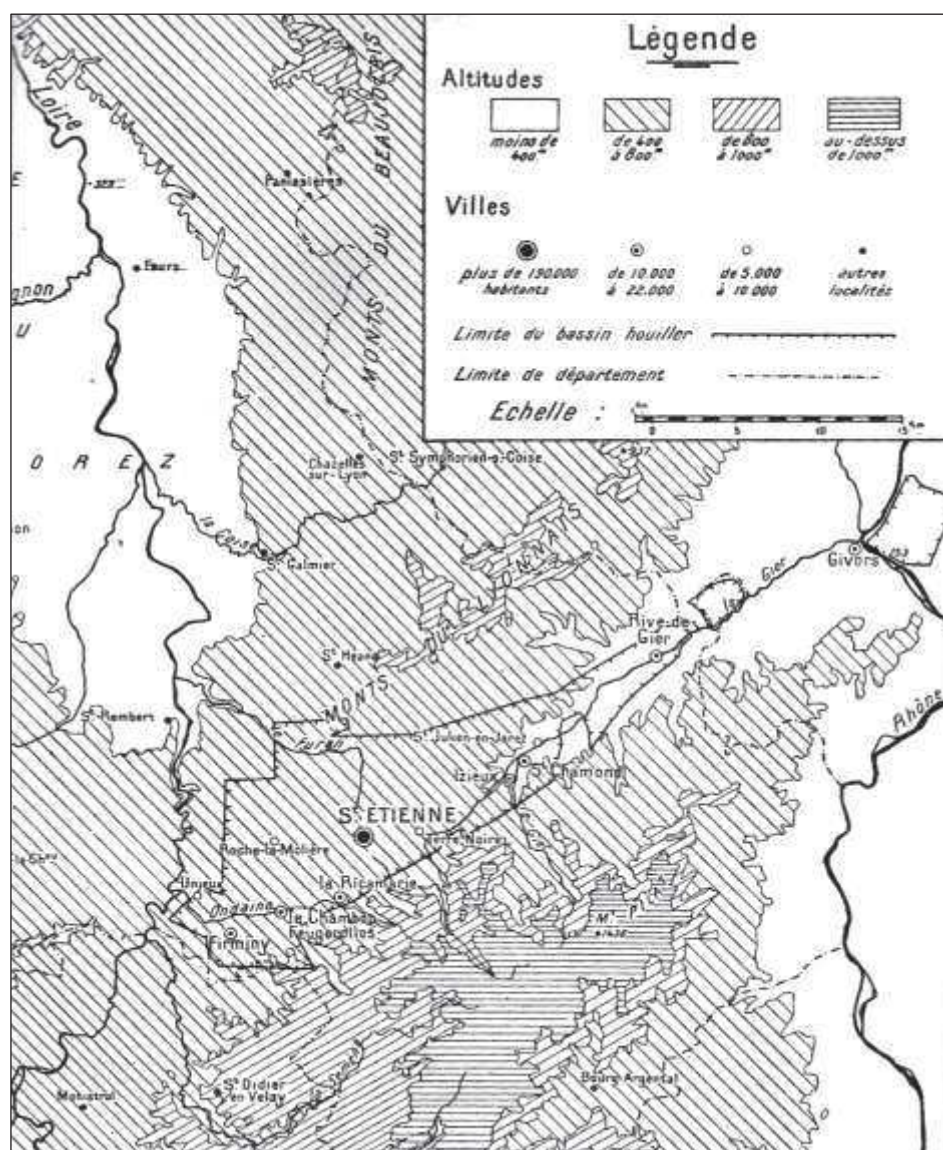 Légende
Altitudes
moins de 400m
de 400 à 800m
de 800 à 1000m
au-dessus de 1000m
Villes
plus de 190.000 habitants
de 10.000 à 22.000
de 5.000 à 10.000
autres localités
Limite du bassin houiller
Limite de département
Echelle :
0
5
10
15 Km
Loire
MONTS DU BEAUJOLAIS
Panissières
Feurs
U
OREZ
Chazelles sur-Lyon
St Symphorien-s-Coise
la Coise
St Galmier
MONTS DU LYONNAIS
Givors
Gier
Rive-de-Gier
St Héand
St Rambert
Furan
St Julien-en-Jarez
Izieux
St Chamond
Rhône
St ETIENNE
Terre-Noire
Roche-la-Molière
Unieux
la Ricamarie
Ondaine
le Chambon Feugerolles
Firminy
Mt
St Didier en Velay
Bourg-Argental